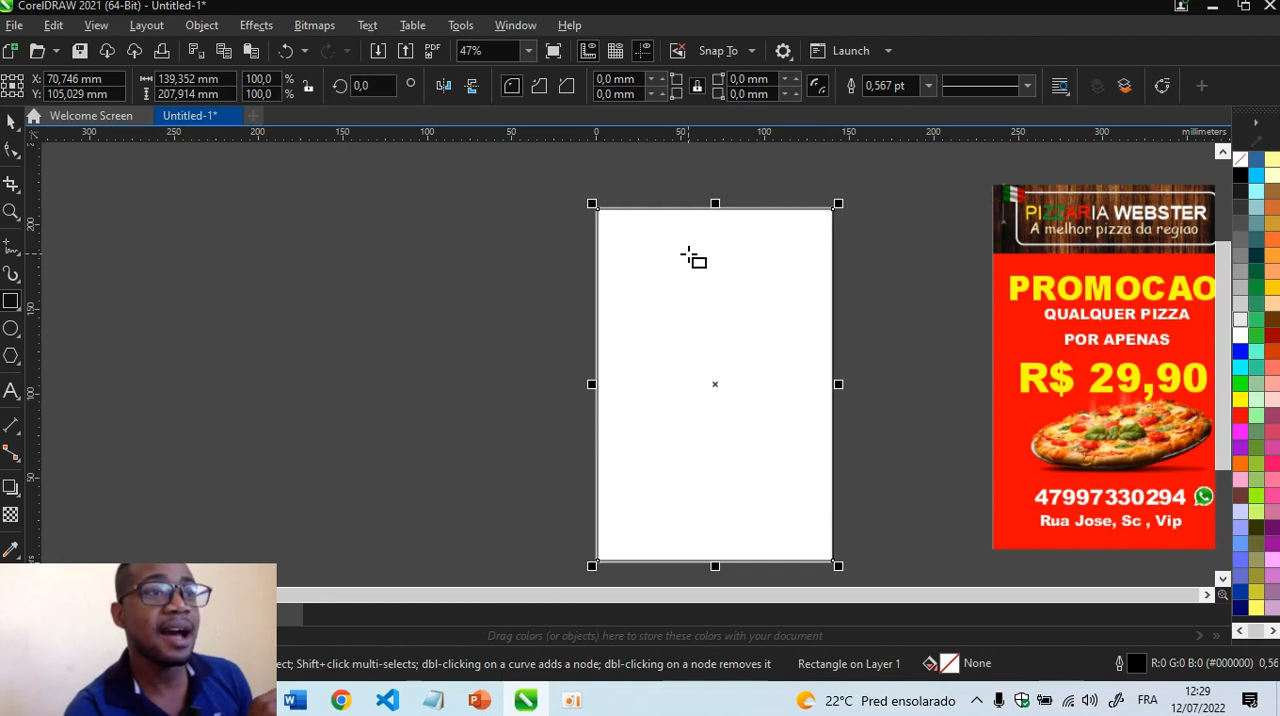 CorelDRAW 2021 (64-Bit) - Untitled-1*
File Edit View Layout Object Effects Bitmaps Text Table Tools Window Help
PDF 47% Snap To Launch
X: 70,746 mm 139,352 mm 100,0 % 0,0 0,0 mm 0,0 mm 0,567 pt
Y: 105,029 mm 207,914 mm 100,0 % 0,0 mm 0,0 mm
Welcome Screen Untitled-1*
300 250 200 150 100 50 0 50 100 150 200 250 300 millimeters
200
150
100
50
PIZZARIA WEBSTER
A melhor pizza da regiao
PROMOCAO
QUALQUER PIZZA
POR APENAS
R$ 29,90
47997330294
Rua Jose, Sc , Vip
Drag colors (or objects) here to store these colors with your document
Shift+click multi-selects; dbl-clicking on a curve adds a node; dbl-clicking on a node removes it Rectangle on Layer 1 None R:0 G:0 B:0 (#000000)
22°C Pred ensolarado FRA 12:29
12/07/2022